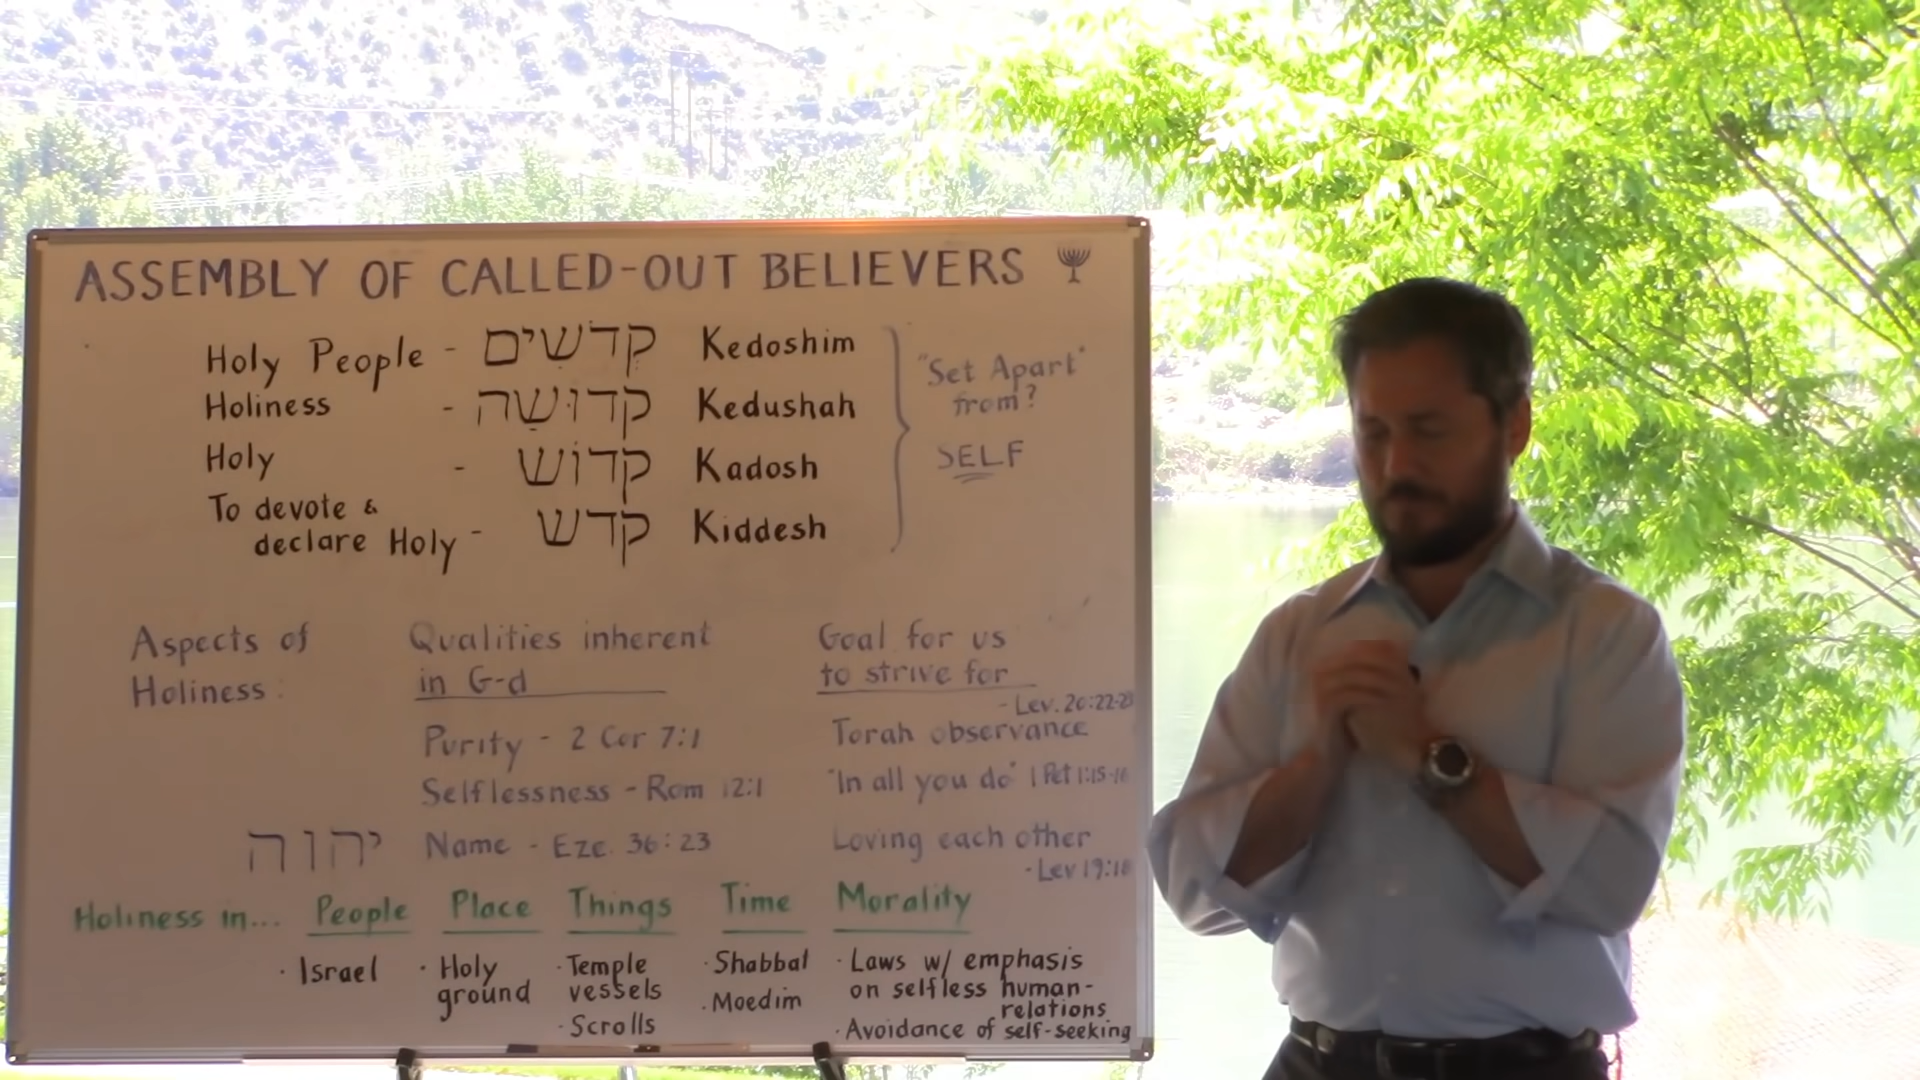 ASSEMBLY OF CALLED-OUT BELIEVERS
Holy People - קְדֹשִׁים Kedoshim
Holiness - קְדוּשָׁה Kedushah
Holy - קָדוֹשׁ Kadosh
To devote &
declare Holy - קִדֵשׁ Kiddesh
"Set Apart"
from?
SELF
Aspects of
Holiness:
Qualities inherent
in G-d
Purity - 2 Cor 7:1
Selflessness - Rom 12:1
יהוה Name - Eze. 36:23
Goal for us
to strive for
- Lev. 20:22-23
Torah observance
"In all you do" 1 Pet 1:15-16
Loving each other
- Lev 19:18
Holiness in... People Place Things Time Morality
· Israel
· Holy
ground
· Temple
vessels
· Scrolls
· Shabbat
· Moedim
· Laws w/ emphasis
on selfless human-
relations
· Avoidance of self-seeking